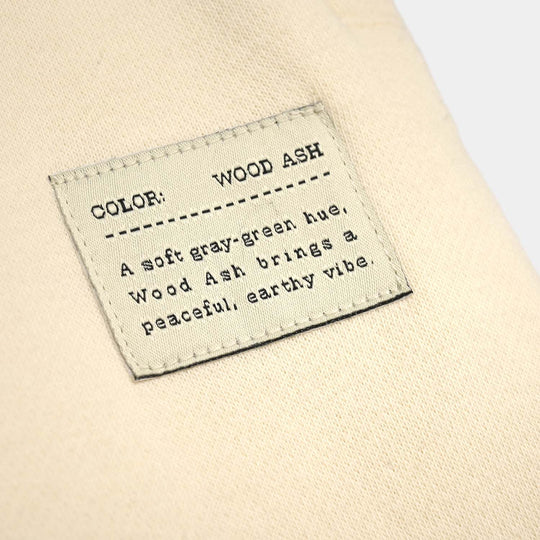 COLOR: WOOD ASH
A soft gray-green hue,
Wood Ash brings a
peaceful, earthy vibe.